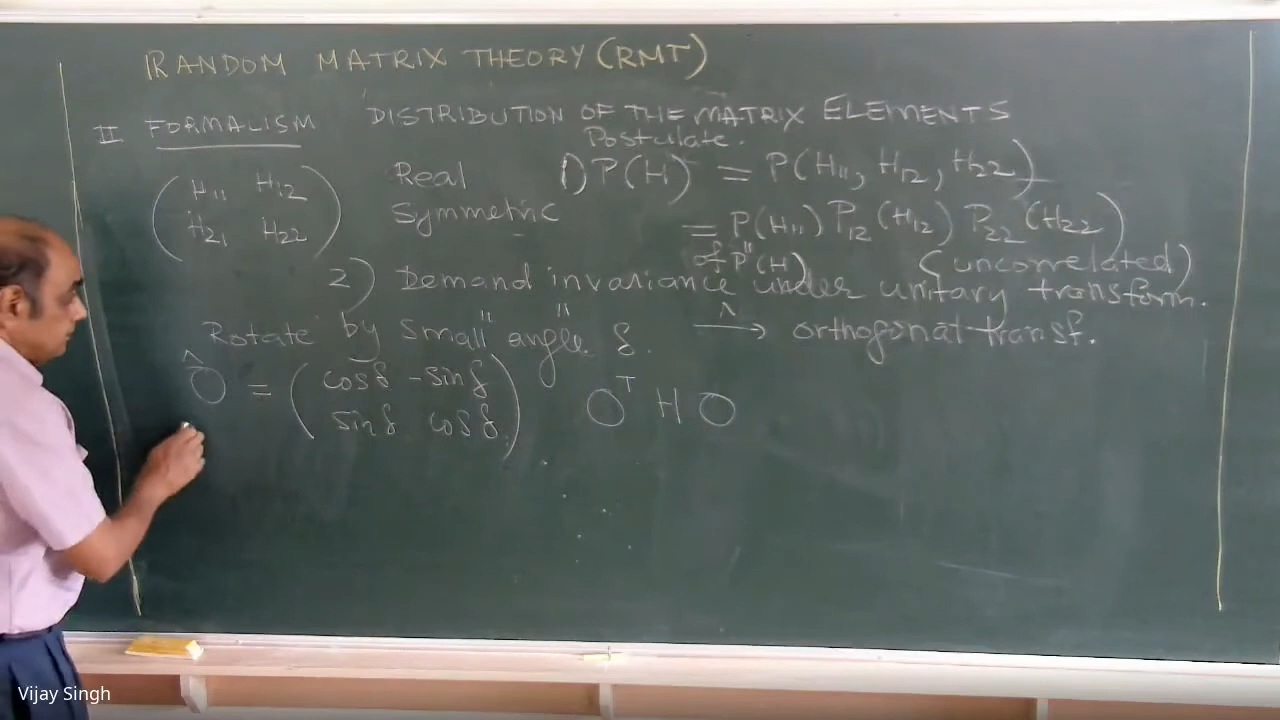 RANDOM MATRIX THEORY (RMT)
II FORMALISM DISTRIBUTION OF THE MATRIX ELEMENTS
Postulate.
( H₁₁ H₁₂ Real 1) P(H) = P(H₁₁, H₁₂, H₂₂)
H₂₁ H₂₂ ) Symmetric = P(H₁₁) P₁₂(H₁₂) P₂₂(H₂₂)
of "P"(H) (uncorrelated)
2) Demand invariance under unitary transform.
Rotate by "small" angle δ. ^→ orthogonal transf.
Ô = ( cosδ -sinδ
sinδ cosδ ) Oᵀ H O
Vijay Singh